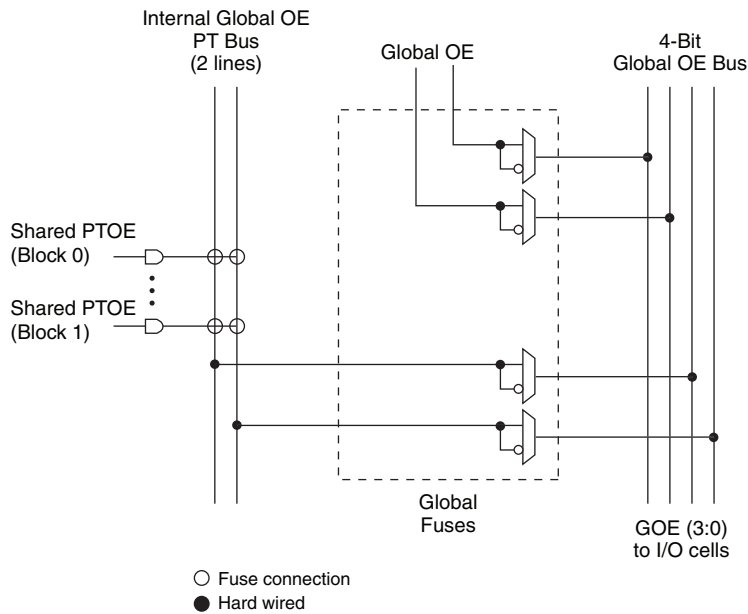 Internal Global OE
PT Bus
(2 lines)
Global OE
4-Bit
Global OE Bus
Shared PTOE
(Block 0)
Shared PTOE
(Block 1)
Global
Fuses
GOE (3:0)
to I/O cells
Fuse connection
Hard wired